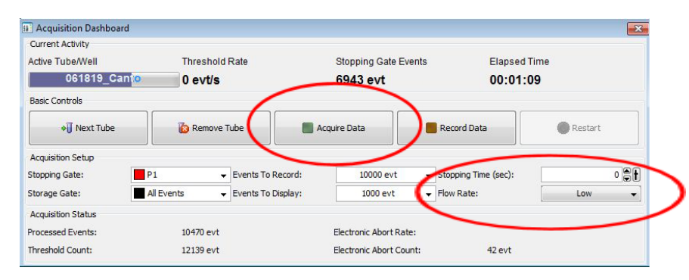 Acquisition Dashboard
Current Activity
Active Tube/Well Threshold Rate Stopping Gate Events Elapsed Time
061819_Canto 0 evt/s 6943 evt 00:01:09
Basic Controls
Next Tube Remove Tube Acquire Data Record Data Restart
Acquisition Setup
Stopping Gate: P1 Events To Record: 10000 evt Stopping Time (sec): 0
Storage Gate: All Events Events To Display: 1000 evt Flow Rate: Low
Acquisition Status
Processed Events: 10470 evt Electronic Abort Rate:
Threshold Count: 12139 evt Electronic Abort Count: 42 evt